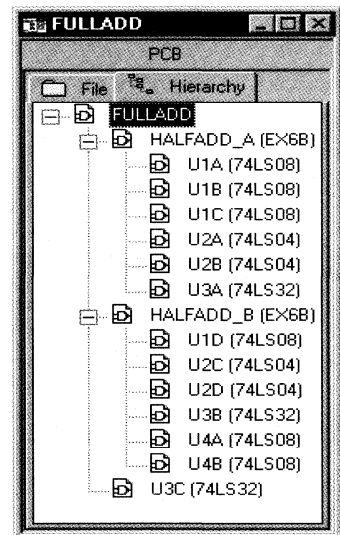 FULLADD
PCB
File Hierarchy
FULLADD
HALFADD_A (EX6B)
U1A (74LS08)
U1B (74LS08)
U1C (74LS08)
U2A (74LS04)
U2B (74LS04)
U3A (74LS32)
HALFADD_B (EX6B)
U1D (74LS08)
U2C (74LS04)
U2D (74LS04)
U3B (74LS32)
U4A (74LS08)
U4B (74LS08)
U3C (74LS32)